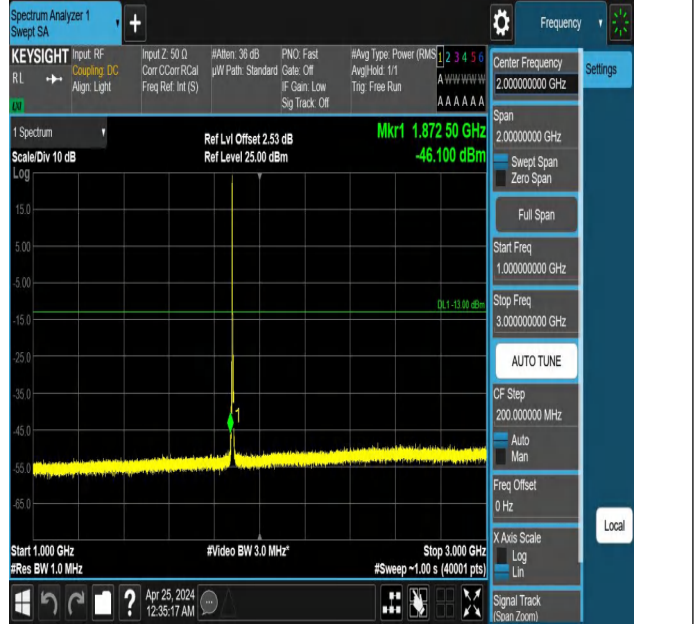 Spectrum Analyzer 1
Swept SA
Frequency
KEYSIGHT
Input: RF
Input Z: 50 Ω
#Atten: 36 dB
PNO: Fast
#Avg Type: Power (RMS
1 2 3 4 5 6
RL
Coupling: DC
Corr CCorr RCal
µW Path: Standard
Gate: Off
Avg|Hold: 1/1
A W W W W W
Align: Light
Freq Ref: Int (S)
IF Gain: Low
Trig: Free Run
Sig Track: Off
A A A A A A
1 Spectrum
Ref Lvl Offset 2.53 dB
Mkr1 1.872 50 GHz
Scale/Div 10 dB
Ref Level 25.00 dBm
-46.100 dBm
Log
15.0
5.00
-5.00
DL1 -13.00 dBm
-15.0
-25.0
-35.0
1
-45.0
-55.0
-65.0
Start 1.000 GHz
#Video BW 3.0 MHz*
Stop 3.000 GHz
#Res BW 1.0 MHz
#Sweep ~1.00 s (40001 pts)
?
Apr 25, 2024
12:35:17 AM
Center Frequency
2.000000000 GHz
Settings
Span
2.00000000 GHz
Swept Span
Zero Span
Full Span
Start Freq
1.000000000 GHz
Stop Freq
3.000000000 GHz
AUTO TUNE
CF Step
200.000000 MHz
Auto
Man
Freq Offset
0 Hz
Local
X Axis Scale
Log
Lin
Signal Track
(Span Zoom)